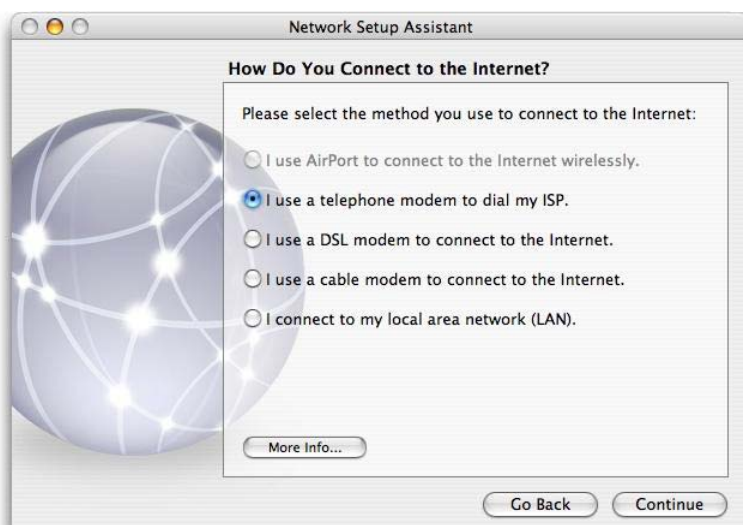 Network Setup Assistant
How Do You Connect to the Internet?
Please select the method you use to connect to the Internet:
I use AirPort to connect to the Internet wirelessly.
I use a telephone modem to dial my ISP.
I use a DSL modem to connect to the Internet.
I use a cable modem to connect to the Internet.
I connect to my local area network (LAN).
More Info...
Go Back
Continue